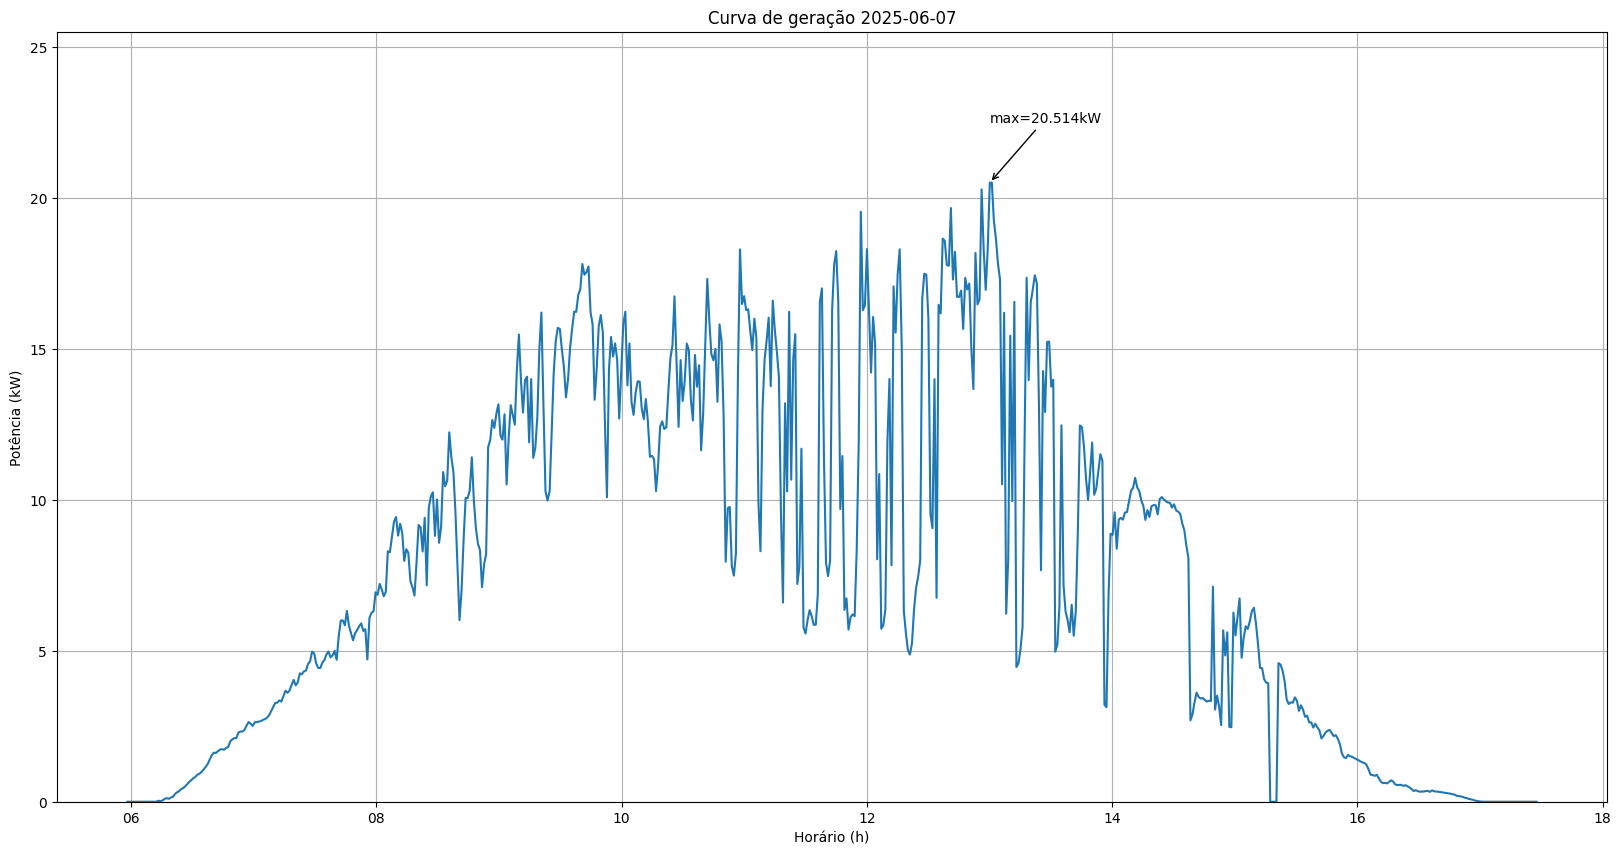 Curva de geração 2025-06-07
25
max=20.514kW
20
15
Potência (kW)
10
5
0
06 08 10 12 14 16 18
Horário (h)